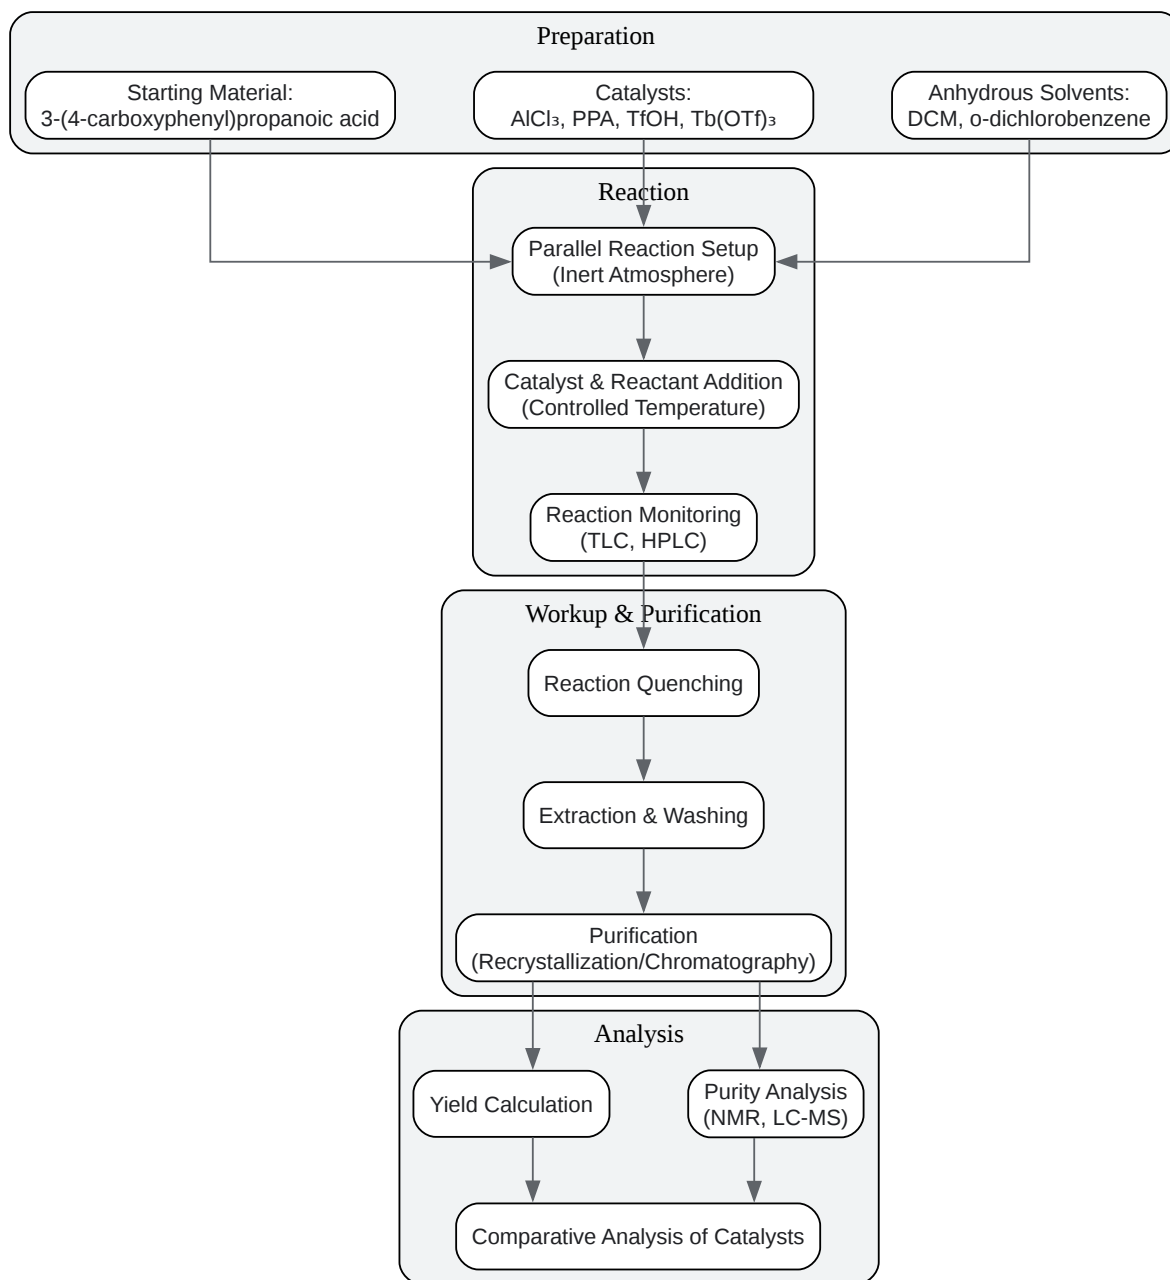 Preparation
Starting Material:
3-(4-carboxyphenyl)propanoic acid
Catalysts:
AlCl₃, PPA, TfOH, Tb(OTf)₃
Anhydrous Solvents:
DCM, o-dichlorobenzene
Reaction
Parallel Reaction Setup
(Inert Atmosphere)
Catalyst & Reactant Addition
(Controlled Temperature)
Reaction Monitoring
(TLC, HPLC)
Workup & Purification
Reaction Quenching
Extraction & Washing
Purification
(Recrystallization/Chromatography)
Analysis
Yield Calculation
Purity Analysis
(NMR, LC-MS)
Comparative Analysis of Catalysts